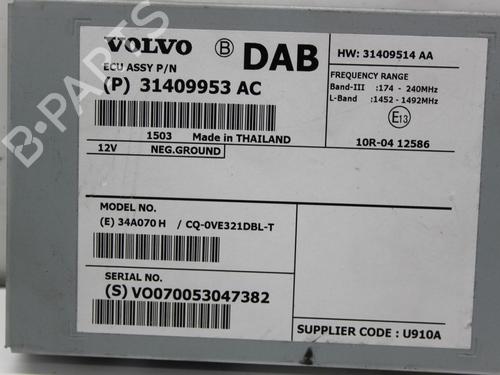 VOLVO B DAB HW: 31409514 AA
ECU ASSY P/N
(P) 31409953 AC
FREQUENCY RANGE
Band-III :174 - 240MHz
L-Band :1452 - 1492MHz
E13
1503 Made in THAILAND
10R-04 12586
12V NEG.GROUND
MODEL NO.
(E) 34A070 H / CQ-0VE321DBL-T
SERIAL NO.
(S) VO070053047382
SUPPLIER CODE : U910A
B-PARTS